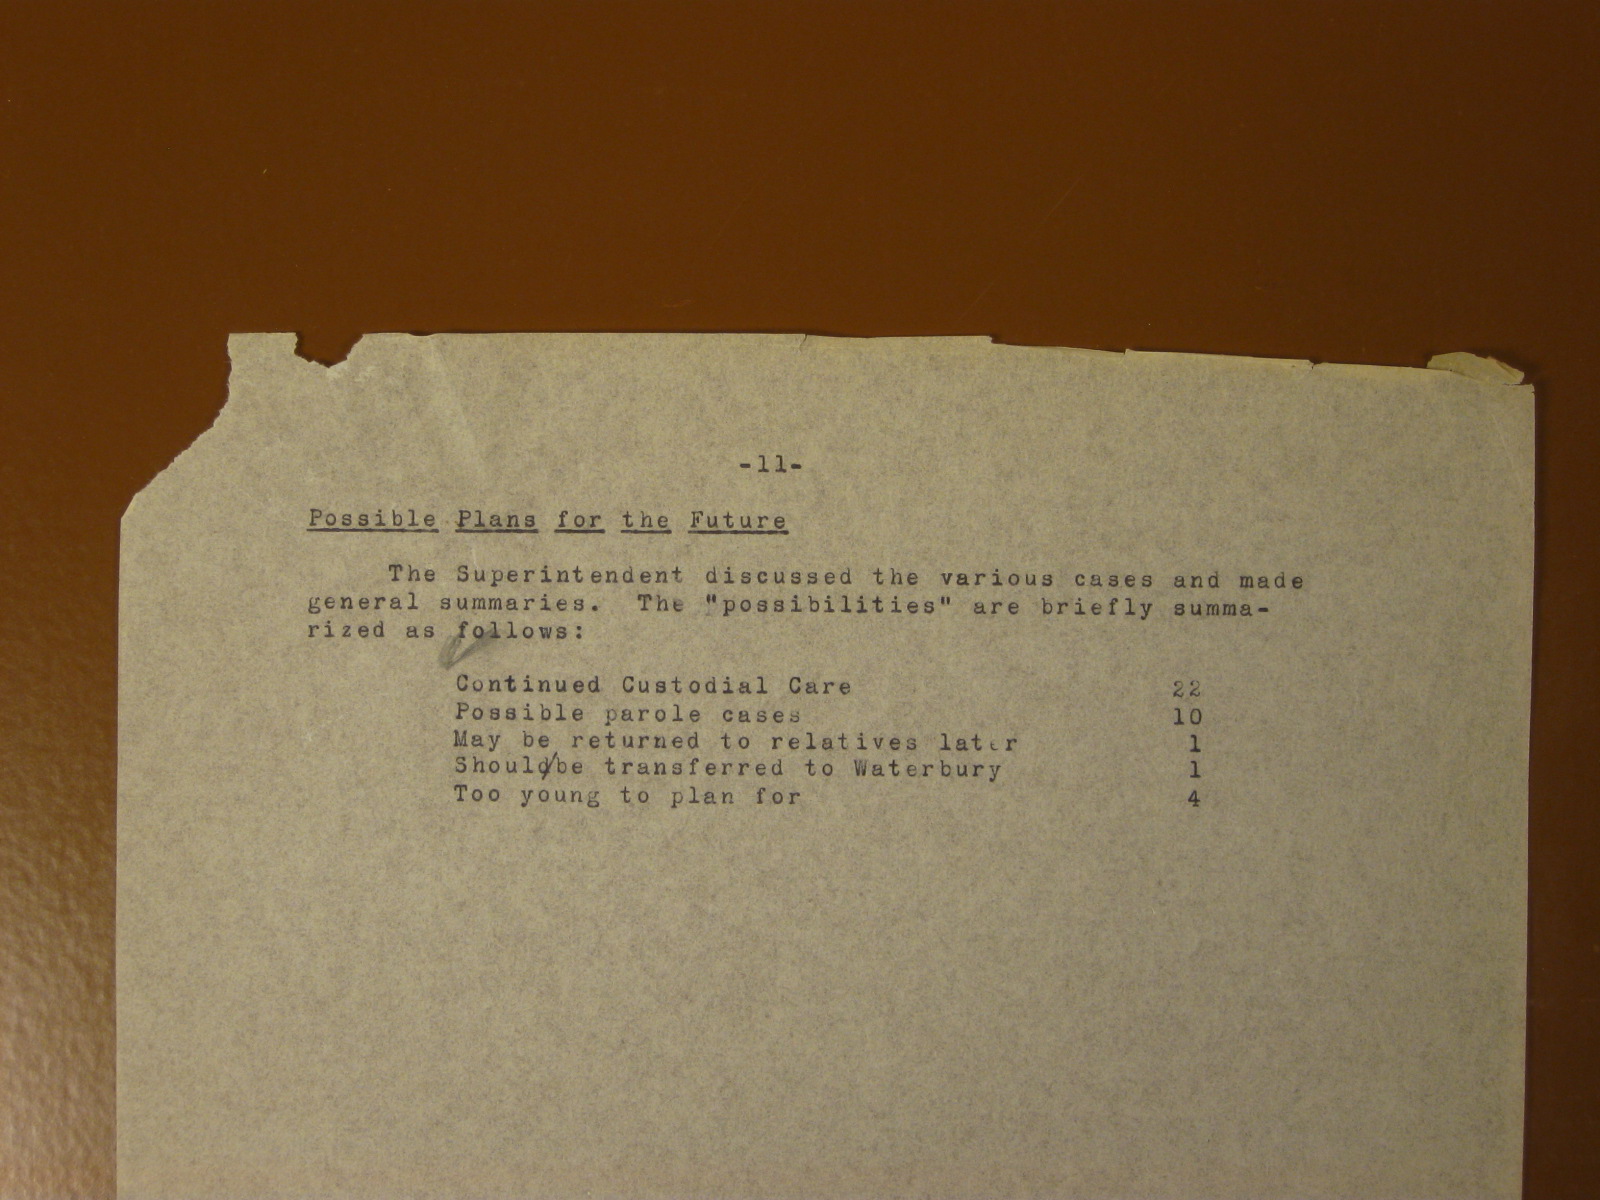 -11-
Possible Plans for the Future
The Superintendent discussed the various cases and made
general summaries. The "possibilities" are briefly summa-
rized as follows:
Continued Custodial Care 22
Possible parole cases 10
May be returned to relatives later 1
Should/be transferred to Waterbury 1
Too young to plan for 4